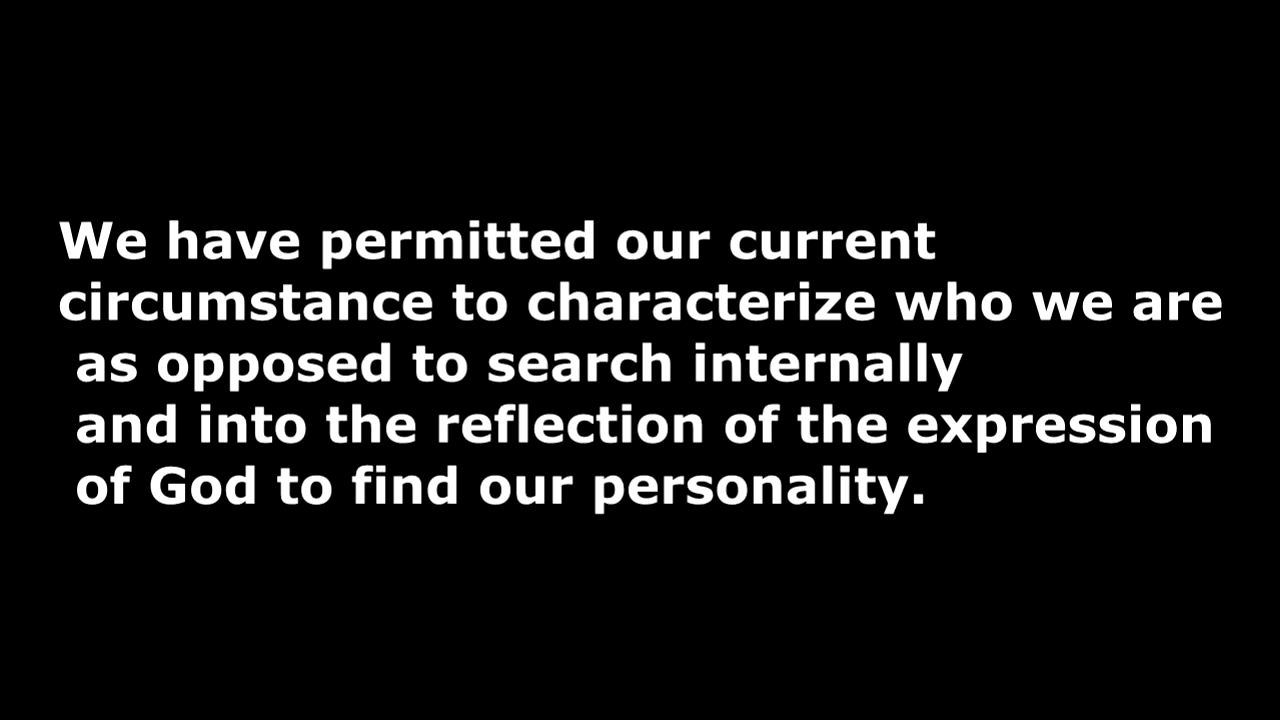 We have permitted our current
circumstance to characterize who we are
as opposed to search internally
and into the reflection of the expression
of God to find our personality.